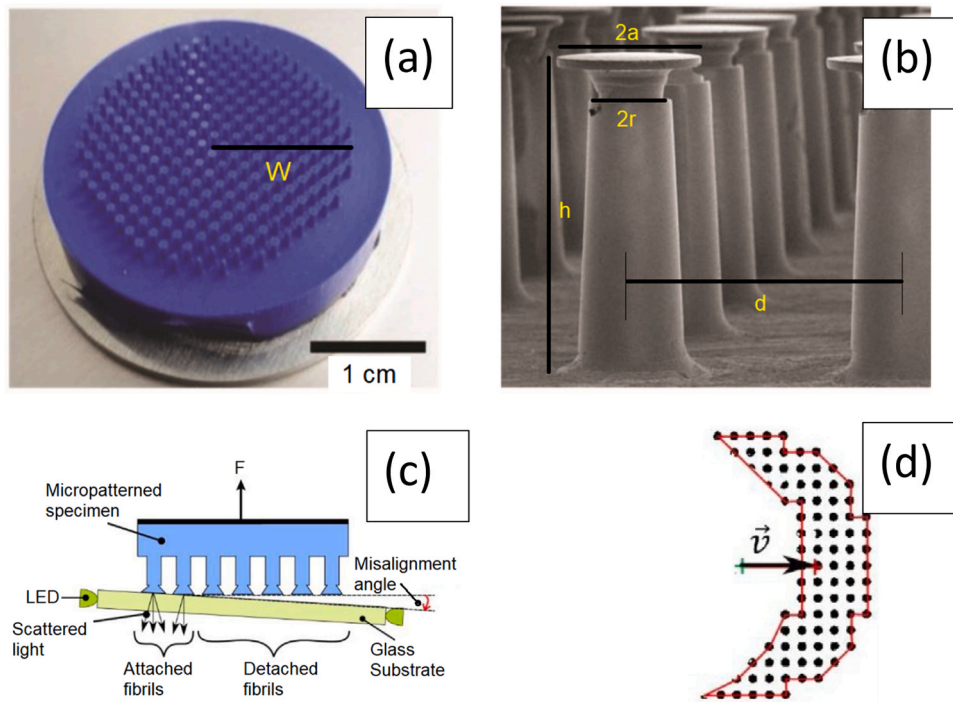 (a)
W
1 cm
(b)
2a
2r
h
d
(c)
F
Micropatterned
specimen
Misalignment
angle
LED
Scattered
light
Attached
fibrils
Detached
fibrils
Glass
Substrate
(d)
v⃗